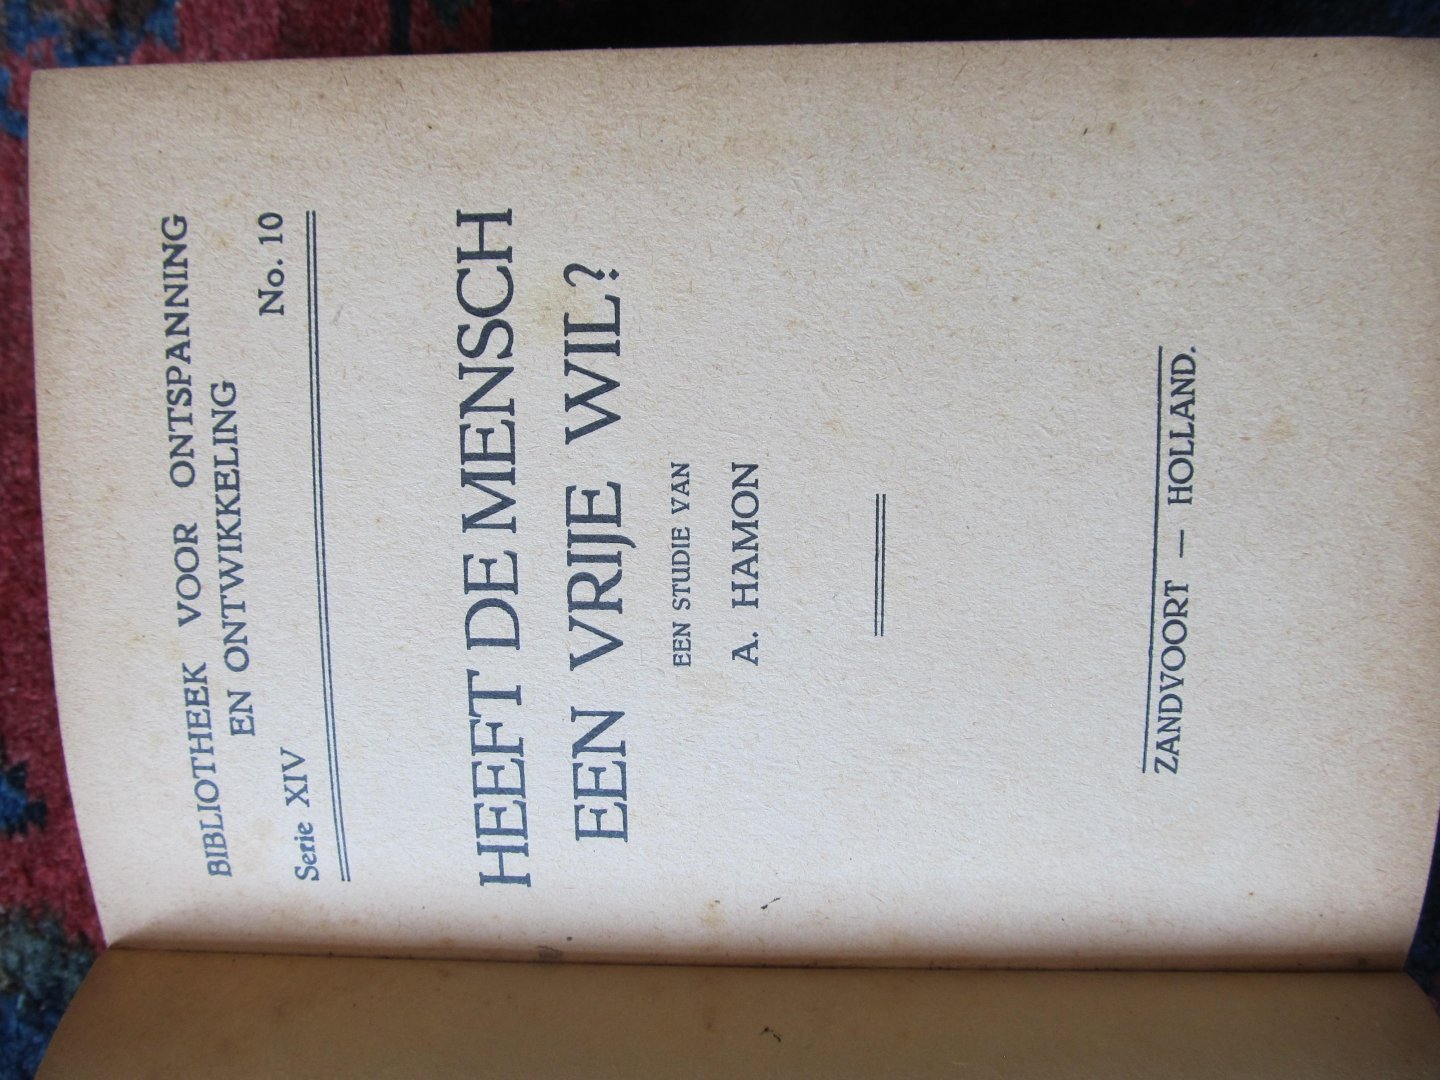 BIBLIOTHEEK VOOR ONTSPANNING
EN ONTWIKKELING
Serie XIV No. 10
HEEFT DE MENSCH
EEN VRIJE WIL?
EEN STUDIE VAN
A. HAMON
ZANDVOORT — HOLLAND.